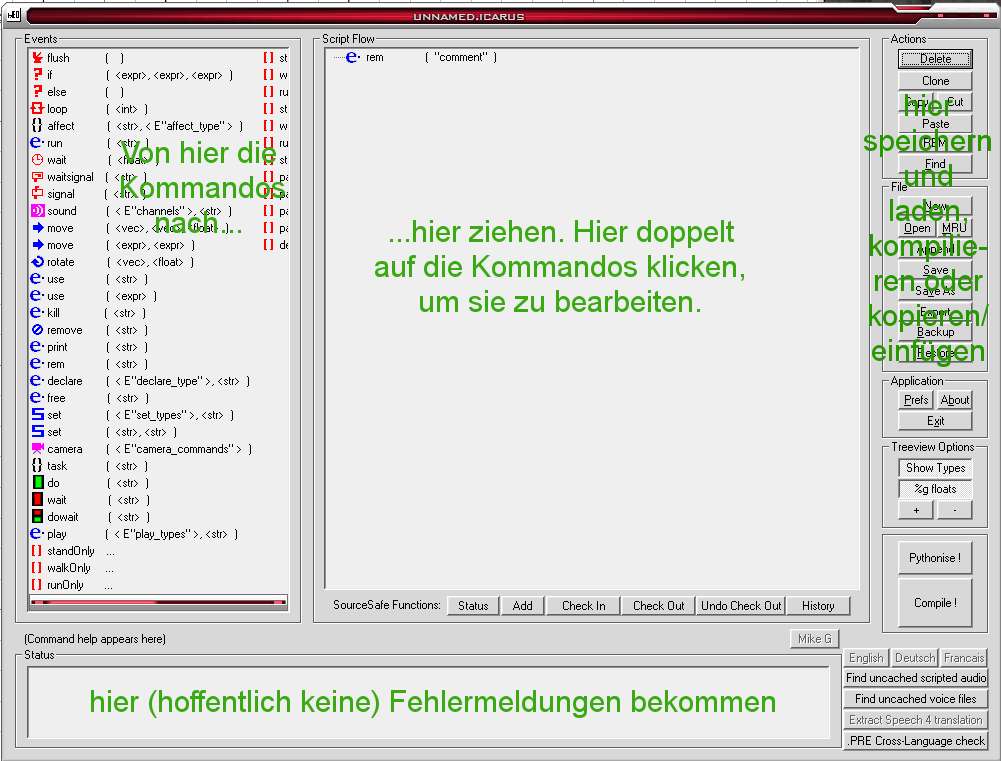 UNNAMED.ICARUS
Events
flush ( )
if ( <expr>, <expr>, <expr> )
else ( )
loop ( <int> )
affect ( <str>, < E"affect_type" > )
run ( <str> )
wait ( <float> )
waitsignal ( <str> )
signal ( <str> )
sound ( < E"channels" >, <str> )
move ( <vec>, <vec>, <float> )
move ( <expr>, <expr> )
rotate ( <vec>, <float> )
use ( <str> )
use ( <expr> )
kill ( <str> )
remove ( <str> )
print ( <str> )
rem ( <str> )
declare ( < E"declare_type" >, <str> )
free ( <str> )
set ( < E"set_types" >, <str> )
set ( <str>, <str> )
camera ( < E"camera_commands" > )
task ( <str> )
do ( <str> )
wait ( <str> )
dowait ( <str> )
play ( < E"play_types" >, <str> )
standOnly ...
walkOnly ...
runOnly ...
st
w
ru
st
w
ru
st
pa
pa
pa
pa
de
Von hier die
Kommandos
nach...
Script Flow
rem ( "comment" )
...hier ziehen. Hier doppelt
auf die Kommandos klicken,
um sie zu bearbeiten.
SourceSafe Functions: Status Add Check In Check Out Undo Check Out History
Actions
Delete
Clone
Copy Cut
Paste
REM
Find
File
New
Open MRU
Append
Save
Save As
Export
Backup
Restore
hier
speichern
und
laden,
kompilie-
ren oder
kopieren/
einfügen
Application
Prefs About
Exit
Treeview Options
Show Types
%g floats
+ -
Pythonise !
Compile !
(Command help appears here)
Mike G
Status
hier (hoffentlich keine) Fehlermeldungen bekommen
English Deutsch Francais
Find uncached scripted audio
Find uncached voice files
Extract Speech 4 translation
.PRE Cross-Language check